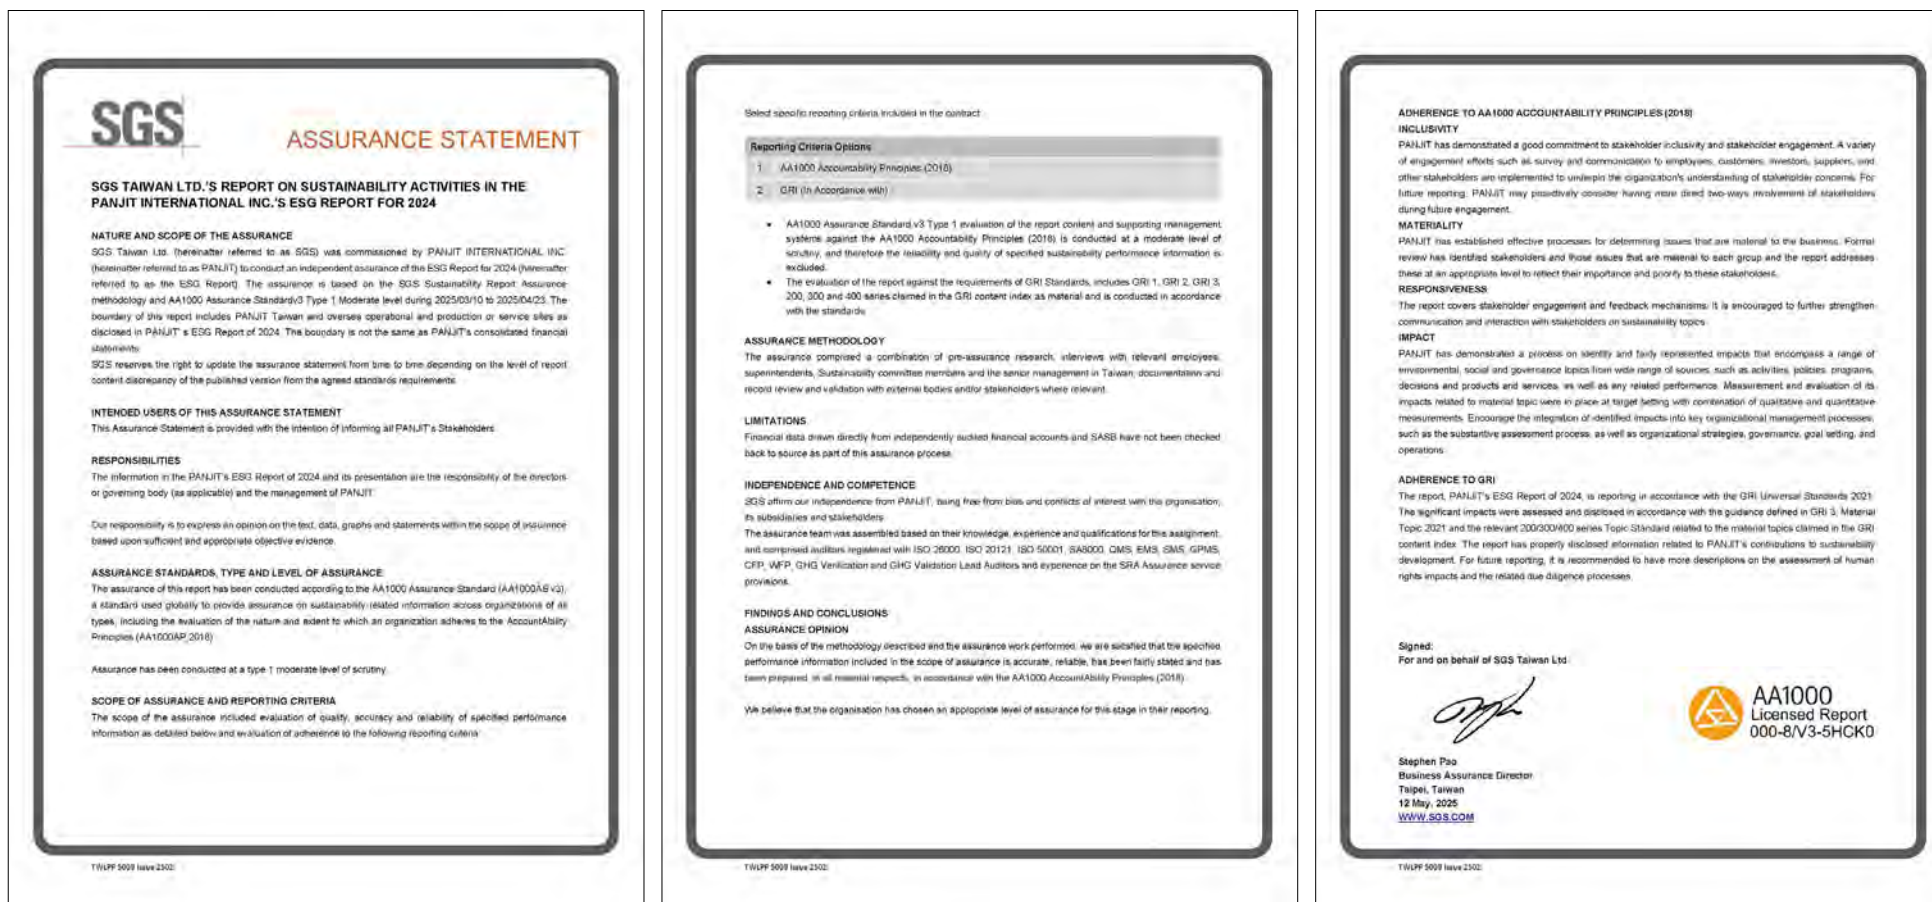 SGS
ASSURANCE STATEMENT
SGS TAIWAN LTD.'S REPORT ON SUSTAINABILITY ACTIVITIES IN THE
PANJIT INTERNATIONAL INC.'S ESG REPORT FOR 2024
NATURE AND SCOPE OF THE ASSURANCE
SGS Taiwan Ltd. (hereinafter referred to as SGS) was commissioned by PANJIT INTERNATIONAL INC.
(hereinafter referred to as PANJIT) to conduct an independent assurance of the ESG Report for 2024 (hereinafter
referred to as the ESG Report). The assurance is based on the SGS Sustainability Report Assurance
methodology and AA1000 Assurance Standardv3 Type 1 Moderate level during 2025/03/10 to 2025/04/23. The
boundary of this report includes PANJIT Taiwan and overses operational and production or service sites as
disclosed in PANJIT' s ESG Report of 2024. The boundary is not the same as PANJIT's consolidated financial
statements.
SGS reserves the right to update the assurance statement from time to time depending on the level of report
content discrepancy of the published version from the agreed standards requirements.
INTENDED USERS OF THIS ASSURANCE STATEMENT
This Assurance Statement is provided with the intention of informing all PANJIT's Stakeholders.
RESPONSIBILITIES
The information in the PANJIT's ESG Report of 2024 and its presentation are the responsibility of the directors
or governing body (as applicable) and the management of PANJIT.
Our responsibility is to express an opinion on the text, data, graphs and statements within the scope of assurance
based upon sufficient and appropriate objective evidence.
ASSURANCE STANDARDS, TYPE AND LEVEL OF ASSURANCE
The assurance of this report has been conducted according to the AA1000 Assurance Standard (AA1000AS v3),
a standard used globally to provide assurance on sustainability-related information across organizations of all
types, including the evaluation of the nature and extent to which an organization adheres to the AccountAbility
Principles (AA1000AP, 2018).
Assurance has been conducted at a type 1 moderate level of scrutiny.
SCOPE OF ASSURANCE AND REPORTING CRITERIA
The scope of the assurance included evaluation of quality, accuracy and reliability of specified performance
information as detailed below and evaluation of adherence to the following reporting criteria:
TWLPF 5009 Issue 2502
Select specific reporting criteria included in the contract:
Reporting Criteria Options
1 AA1000 Accountability Principles (2018)
2 GRI (In Accordance with)
• AA1000 Assurance Standard v3 Type 1 evaluation of the report content and supporting management
systems against the AA1000 Accountability Principles (2018) is conducted at a moderate level of
scrutiny, and therefore the reliability and quality of specified sustainability performance information is
excluded.
• The evaluation of the report against the requirements of GRI Standards, includes GRI 1, GRI 2, GRI 3,
200, 300 and 400 series claimed in the GRI content index as material and is conducted in accordance
with the standards
ASSURANCE METHODOLOGY
The assurance comprised a combination of pre-assurance research, interviews with relevant employees,
superintendents, Sustainability committee members and the senior management in Taiwan; documentation and
record review and validation with external bodies and/or stakeholders where relevant.
LIMITATIONS
Financial data drawn directly from independently audited financial accounts and SASB have not been checked
back to source as part of this assurance process.
INDEPENDENCE AND COMPETENCE
SGS affirm our independence from PANJIT, being free from bias and conflicts of interest with the organisation,
its subsidiaries and stakeholders.
The assurance team was assembled based on their knowledge, experience and qualifications for this assignment,
and comprised auditors registered with ISO 26000, ISO 20121, ISO 50001, SA8000, QMS, EMS, SMS, GPMS,
CFP, WFP, GHG Verification and GHG Validation Lead Auditors and experience on the SRA Assurance service
provisions.
FINDINGS AND CONCLUSIONS
ASSURANCE OPINION
On the basis of the methodology described and the assurance work performed, we are satisfied that the specified
performance information included in the scope of assurance is accurate, reliable, has been fairly stated and has
been prepared, in all material respects, in accordance with the AA1000 AccountAbility Principles (2018).
We believe that the organisation has chosen an appropriate level of assurance for this stage in their reporting.
TWLPF 5009 Issue 2502
ADHERENCE TO AA1000 ACCOUNTABILITY PRINCIPLES (2018)
INCLUSIVITY
PANJIT has demonstrated a good commitment to stakeholder inclusivity and stakeholder engagement. A variety
of engagement efforts such as survey and communication to employees, customers, investors, suppliers, and
other stakeholders are implemented to underpin the organization's understanding of stakeholder concerns. For
future reporting, PANJIT may proactively consider having more direct two-ways involvement of stakeholders
during future engagement.
MATERIALITY
PANJIT has established effective processes for determining issues that are material to the business. Formal
review has identified stakeholders and those issues that are material to each group and the report addresses
these at an appropriate level to reflect their importance and priority to these stakeholders.
RESPONSIVENESS
The report covers stakeholder engagement and feedback mechanisms. It is encouraged to further strengthen
communication and interaction with stakeholders on sustainability topics.
IMPACT
PANJIT has demonstrated a process on identity and fairly represented impacts that encompass a range of
environmental, social and governance topics from wide range of sources, such as activities, policies, programs,
decisions and products and services, as well as any related performance. Measurement and evaluation of its
impacts related to material topic were in place at target setting with combination of qualitative and quantitative
measurements. Encourage the integration of identified impacts into key organizational management processes,
such as the substantive assessment process, as well as organizational strategies, governance, goal setting, and
operations.
ADHERENCE TO GRI
The report, PANJIT's ESG Report of 2024, is reporting in accordance with the GRI Universal Standards 2021.
The significant impacts were assessed and disclosed in accordance with the guidance defined in GRI 3: Material
Topic 2021 and the relevant 200/300/400 series Topic Standard related to the material topics claimed in the GRI
content index. The report has properly disclosed information related to PANJIT's contributions to sustainability
development. For future reporting, it is recommended to have more descriptions on the assessment of human
rights impacts and the related due diligence processes.
Signed:
For and on behalf of SGS Taiwan Ltd.
AA1000
Licensed Report
000-8/V3-5HCK0
Stephen Pao
Business Assurance Director
Taipei, Taiwan
12 May, 2025
WWW.SGS.COM
TWLPF 5009 Issue 2502